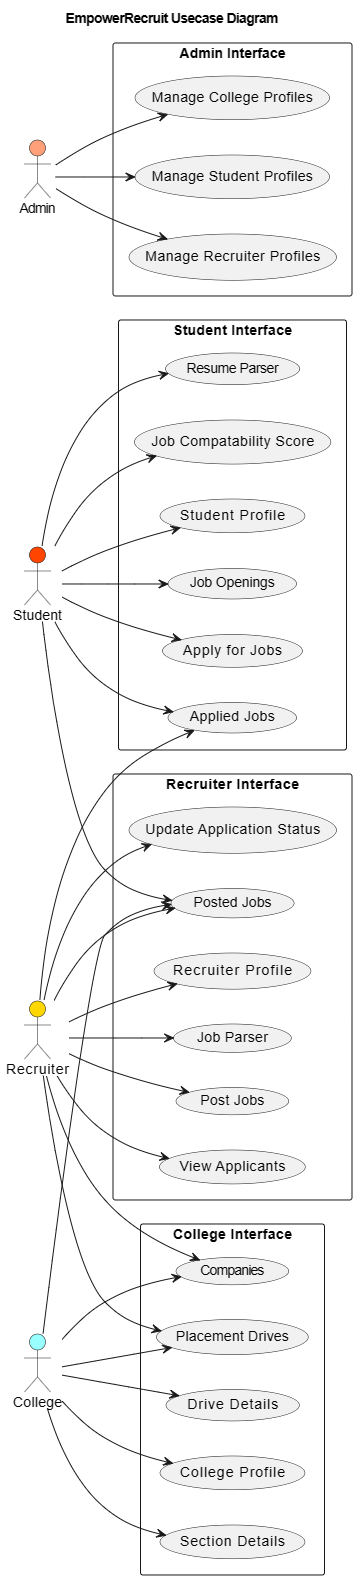 EmpowerRecruit Usecase Diagram
Admin Interface
Manage College Profiles
Manage Student Profiles
Admin
Manage Recruiter Profiles
Student Interface
Resume Parser
Job Compatability Score
Student Profile
Job Openings
Student
Apply for Jobs
Applied Jobs
Recruiter Interface
Update Application Status
Posted Jobs
Recruiter Profile
Job Parser
Recruiter
Post Jobs
View Applicants
College Interface
Companies
Placement Drives
College
Drive Details
College Profile
Section Details